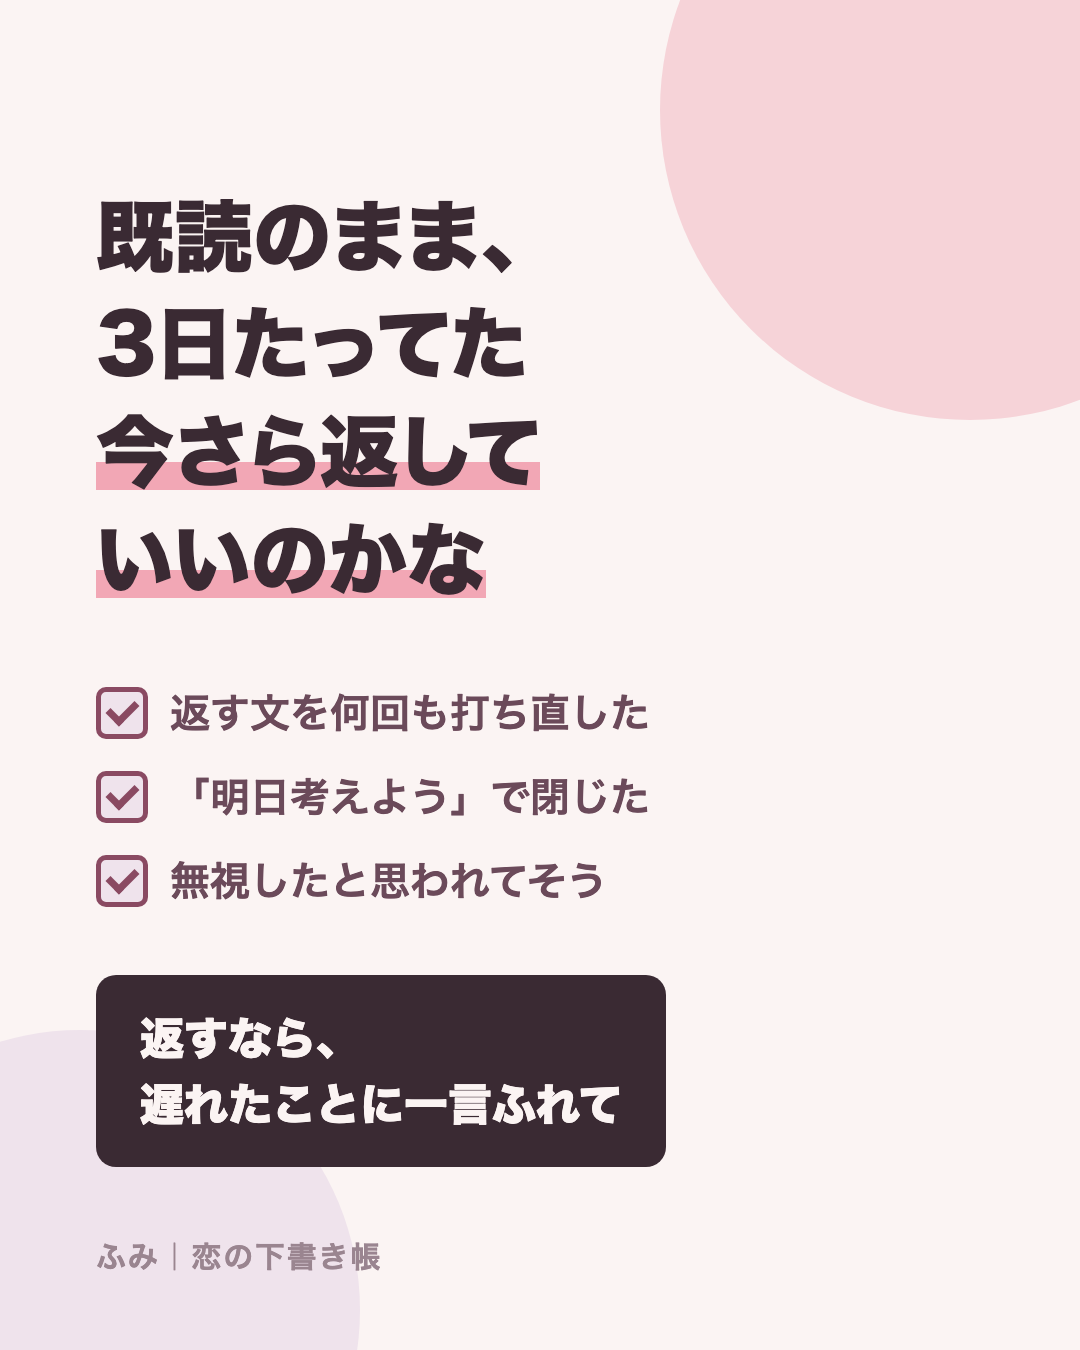 既読のまま、
3日たってた
今さら返して
いいのかな
返す文を何回も打ち直した
「明日考えよう」で閉じた
無視したと思われてそう
返すなら、
遅れたことに一言ふれて
ふみ｜恋の下書き帳